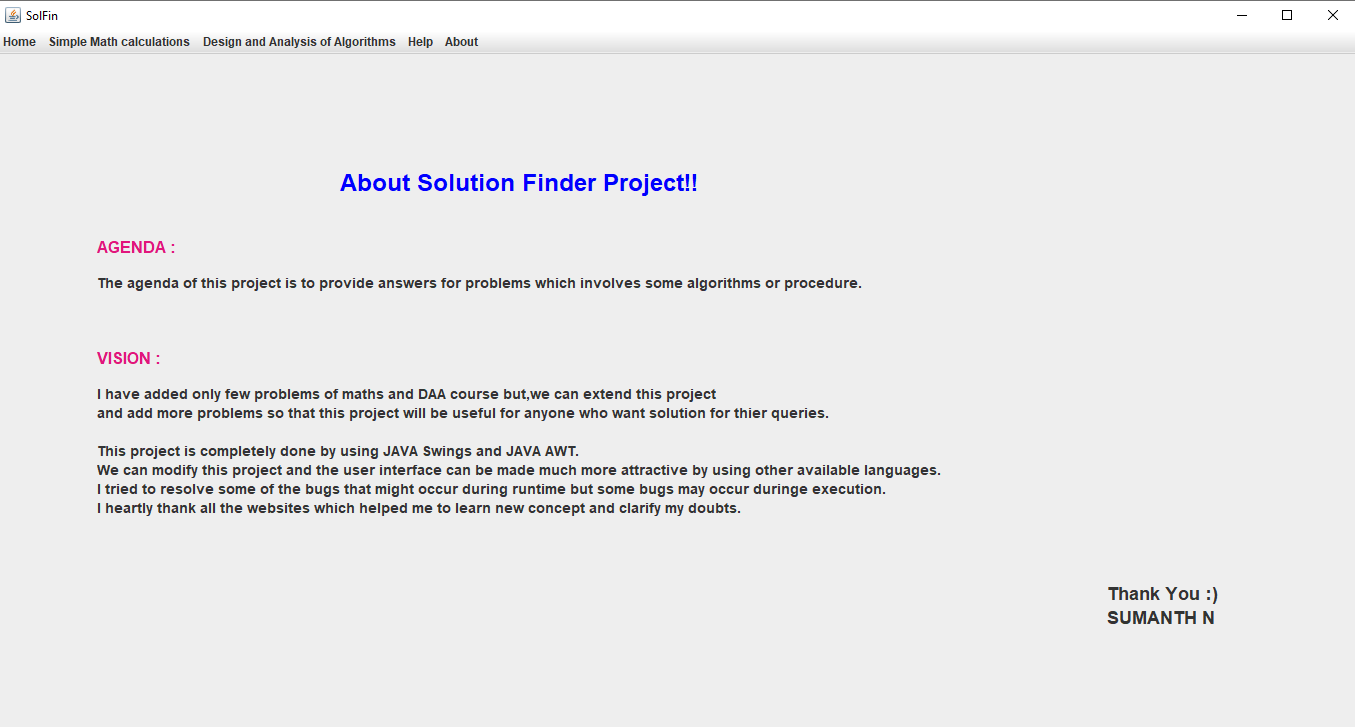 SolFin
Home Simple Math calculations Design and Analysis of Algorithms Help About
About Solution Finder Project!!
AGENDA :
The agenda of this project is to provide answers for problems which involves some algorithms or procedure.
VISION :
I have added only few problems of maths and DAA course but,we can extend this project
and add more problems so that this project will be useful for anyone who want solution for thier queries.
This project is completely done by using JAVA Swings and JAVA AWT.
We can modify this project and the user interface can be made much more attractive by using other available languages.
I tried to resolve some of the bugs that might occur during runtime but some bugs may occur duringe execution.
I heartly thank all the websites which helped me to learn new concept and clarify my doubts.
Thank You :)
SUMANTH N